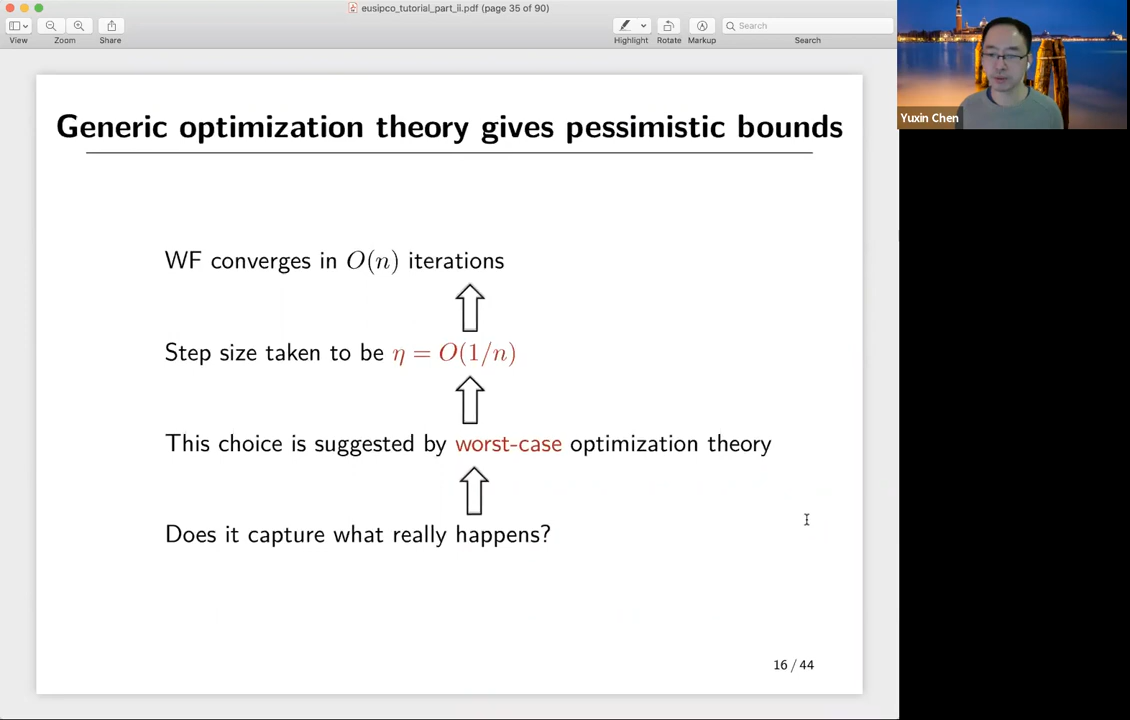 eusipco_tutorial_part_ii.pdf (page 35 of 90)
View
Zoom
Share
Highlight
Rotate
Markup
Search
Search
Yuxin Chen
Generic optimization theory gives pessimistic bounds
WF converges in O(n) iterations
Step size taken to be η = O(1/n)
This choice is suggested by worst-case optimization theory
Does it capture what really happens?
16 / 44